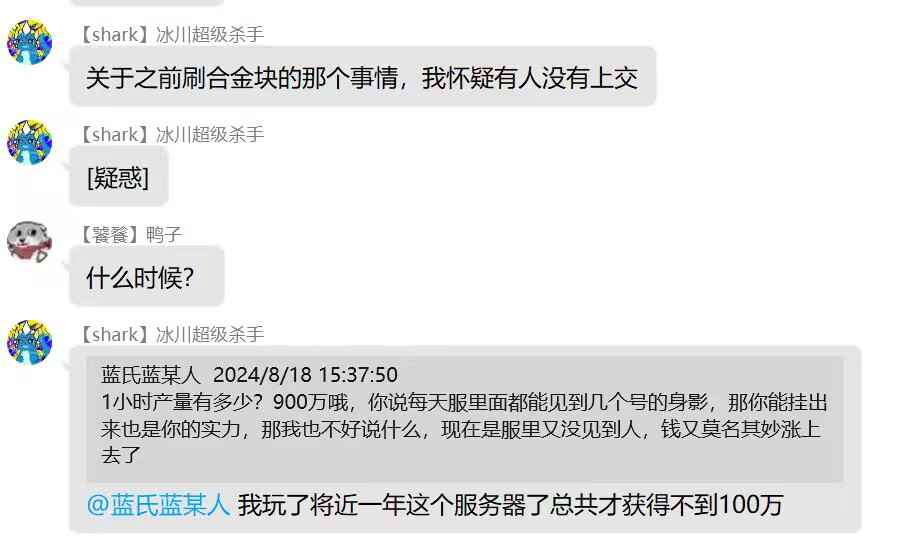 【shark】冰川超级杀手
关于之前刷合金块的那个事情，我怀疑有人没有上交
【shark】冰川超级杀手
[疑惑]
【饕餮】鸭子
什么时候？
【shark】冰川超级杀手
蓝氏蓝某人 2024/8/18 15:37:50
1小时产量有多少？900万哦，你说每天服里面都能见到几个号的身影，那你能挂出
来也是你的实力，那我也不好说什么，现在是服里又没见到人，钱又莫名其妙涨上
去了
@蓝氏蓝某人 我玩了将近一年这个服务器了总共才获得不到100万